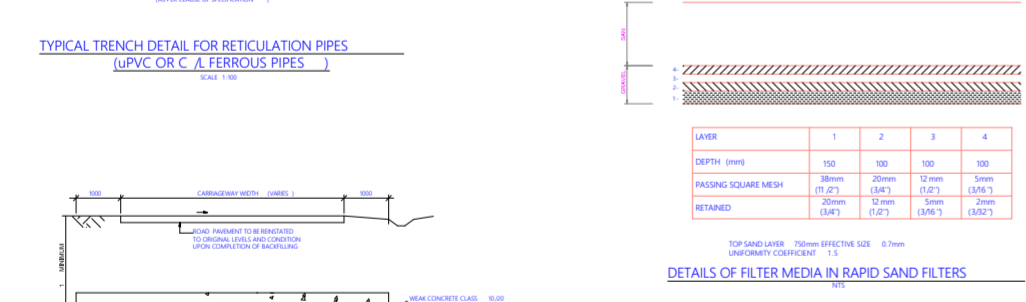 TYPICAL TRENCH DETAIL FOR RETICULATION PIPES
(uPVC OR C /L FERROUS PIPES )
SCALE 1:100
1000 CARRIAGEWAY WIDTH (VARIES ) 1000
ROAD PAVEMENT TO BE REINSTATED
TO ORIGINAL LEVELS AND CONDITION
UPON COMPLETION OF BACKFILLING
1 MINIMUM
WEAK CONCRETE CLASS 10/20
SAN
GRAVEL
4-
3-
2-
1-
LAYER 1 2 3 4
DEPTH (mm) 150 100 100 100
PASSING SQUARE MESH 38mm 20mm 12 mm 5mm
(11 /2") (3/4") (1/2") (3/16 ")
RETAINED 20mm 12 mm 5mm 2mm
(3/4") (1/2") (3/16 ") (3/32")
TOP SAND LAYER 750mm EFFECTIVE SIZE 0.7mm
UNIFORMITY COEFFICIENT 1.5
DETAILS OF FILTER MEDIA IN RAPID SAND FILTERS
NTS